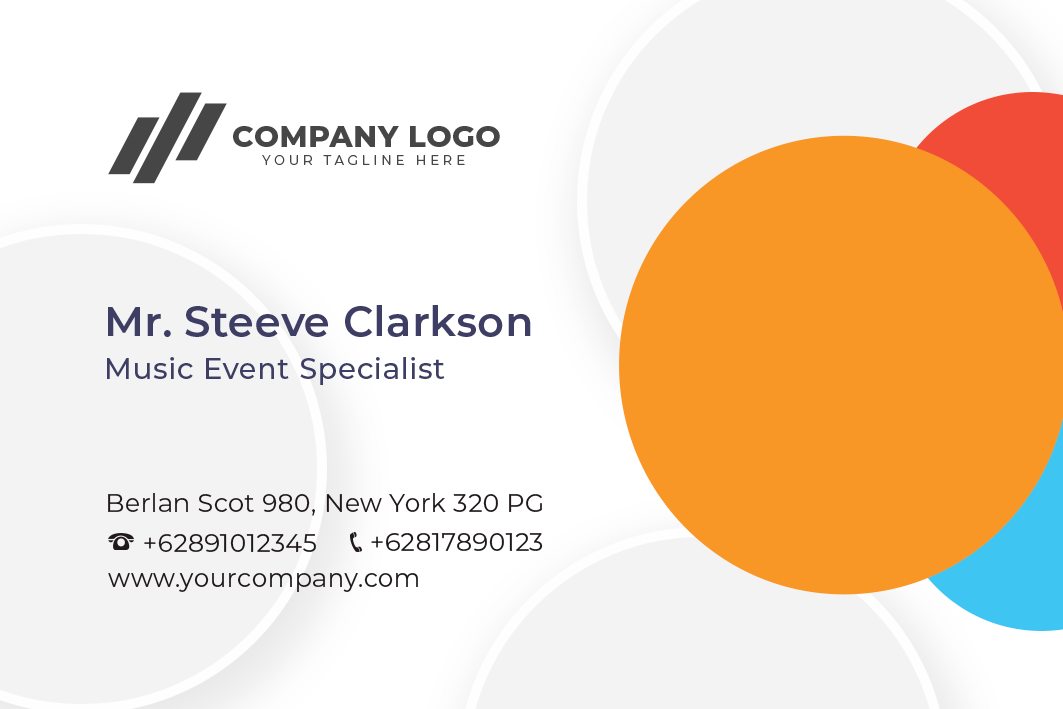 COMPANY LOGO
YOUR TAGLINE HERE
Mr. Steeve Clarkson
Music Event Specialist
Berlan Scot 980, New York 320 PG
+62891012345 +62817890123
www.yourcompany.com